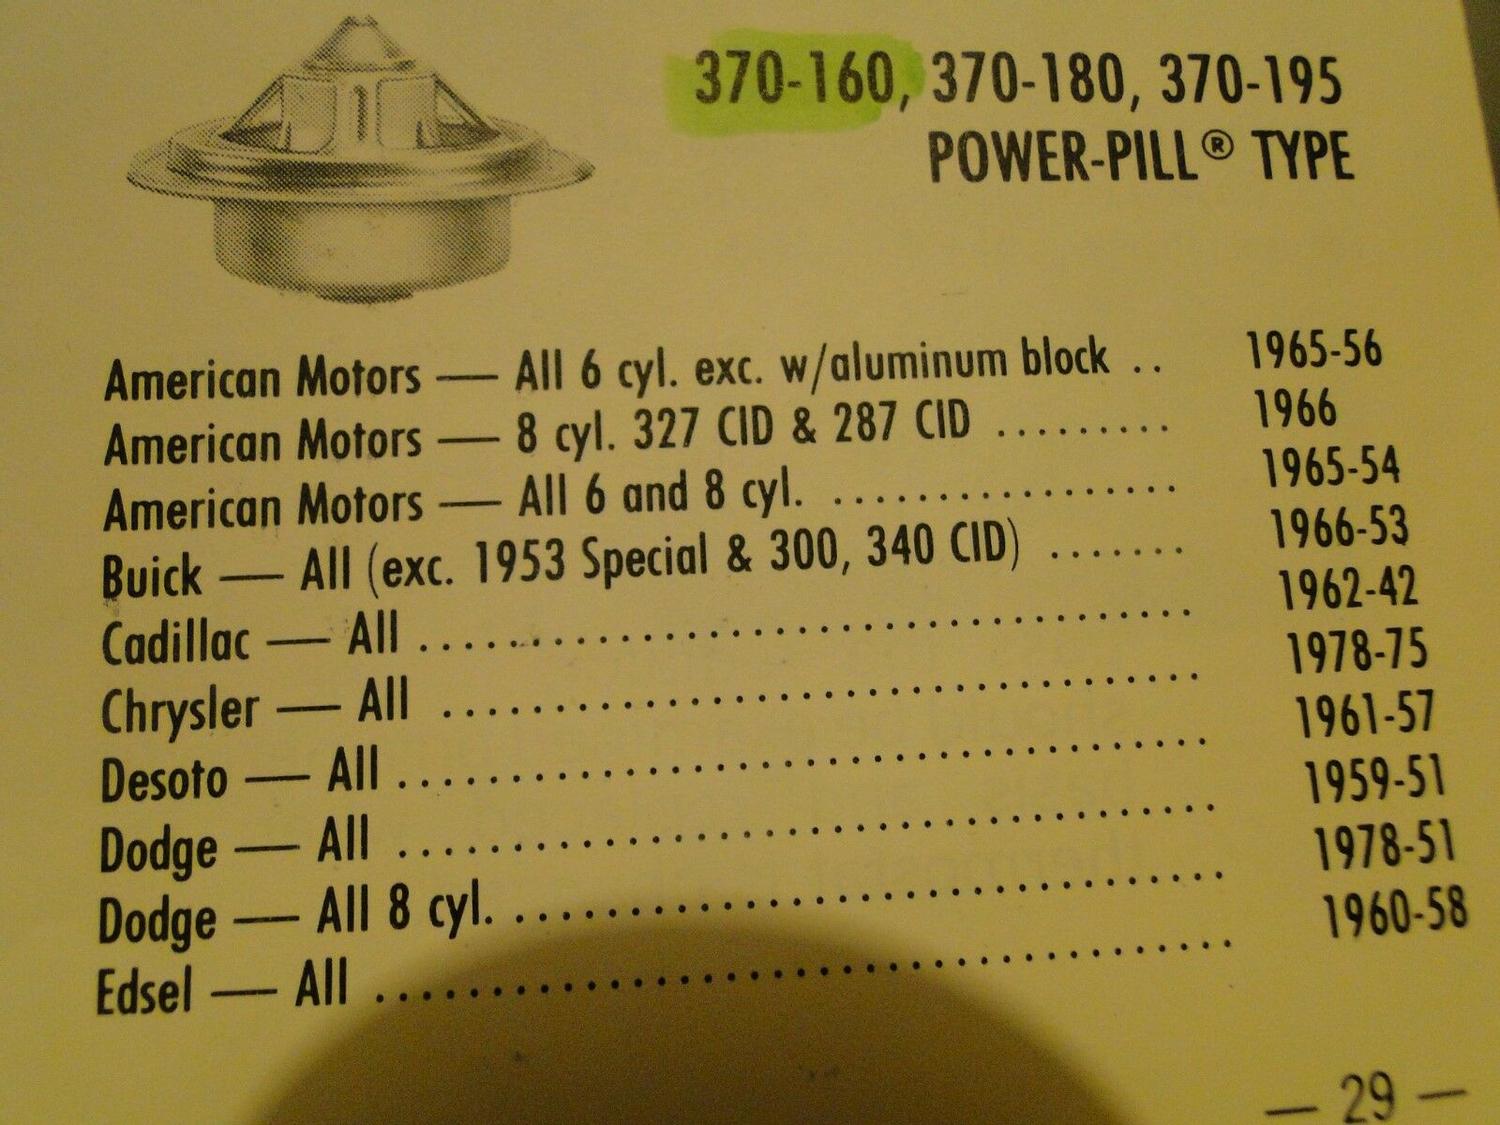 370-160, 370-180, 370-195
POWER-PILL® TYPE
American Motors — All 6 cyl. exc. w/aluminum block .. 1965-56
American Motors — 8 cyl. 327 CID & 287 CID ......... 1966
American Motors — All 6 and 8 cyl. ................. 1965-54
Buick — All (exc. 1953 Special & 300, 340 CID) ....... 1966-53
Cadillac — All ................................... 1962-42
Chrysler — All .................................. 1978-75
Desoto — All .................................... 1961-57
Dodge — All ..................................... 1959-51
Dodge — All 8 cyl. ................................ 1978-51
Edsel — All ...................................... 1960-58
— 29 —